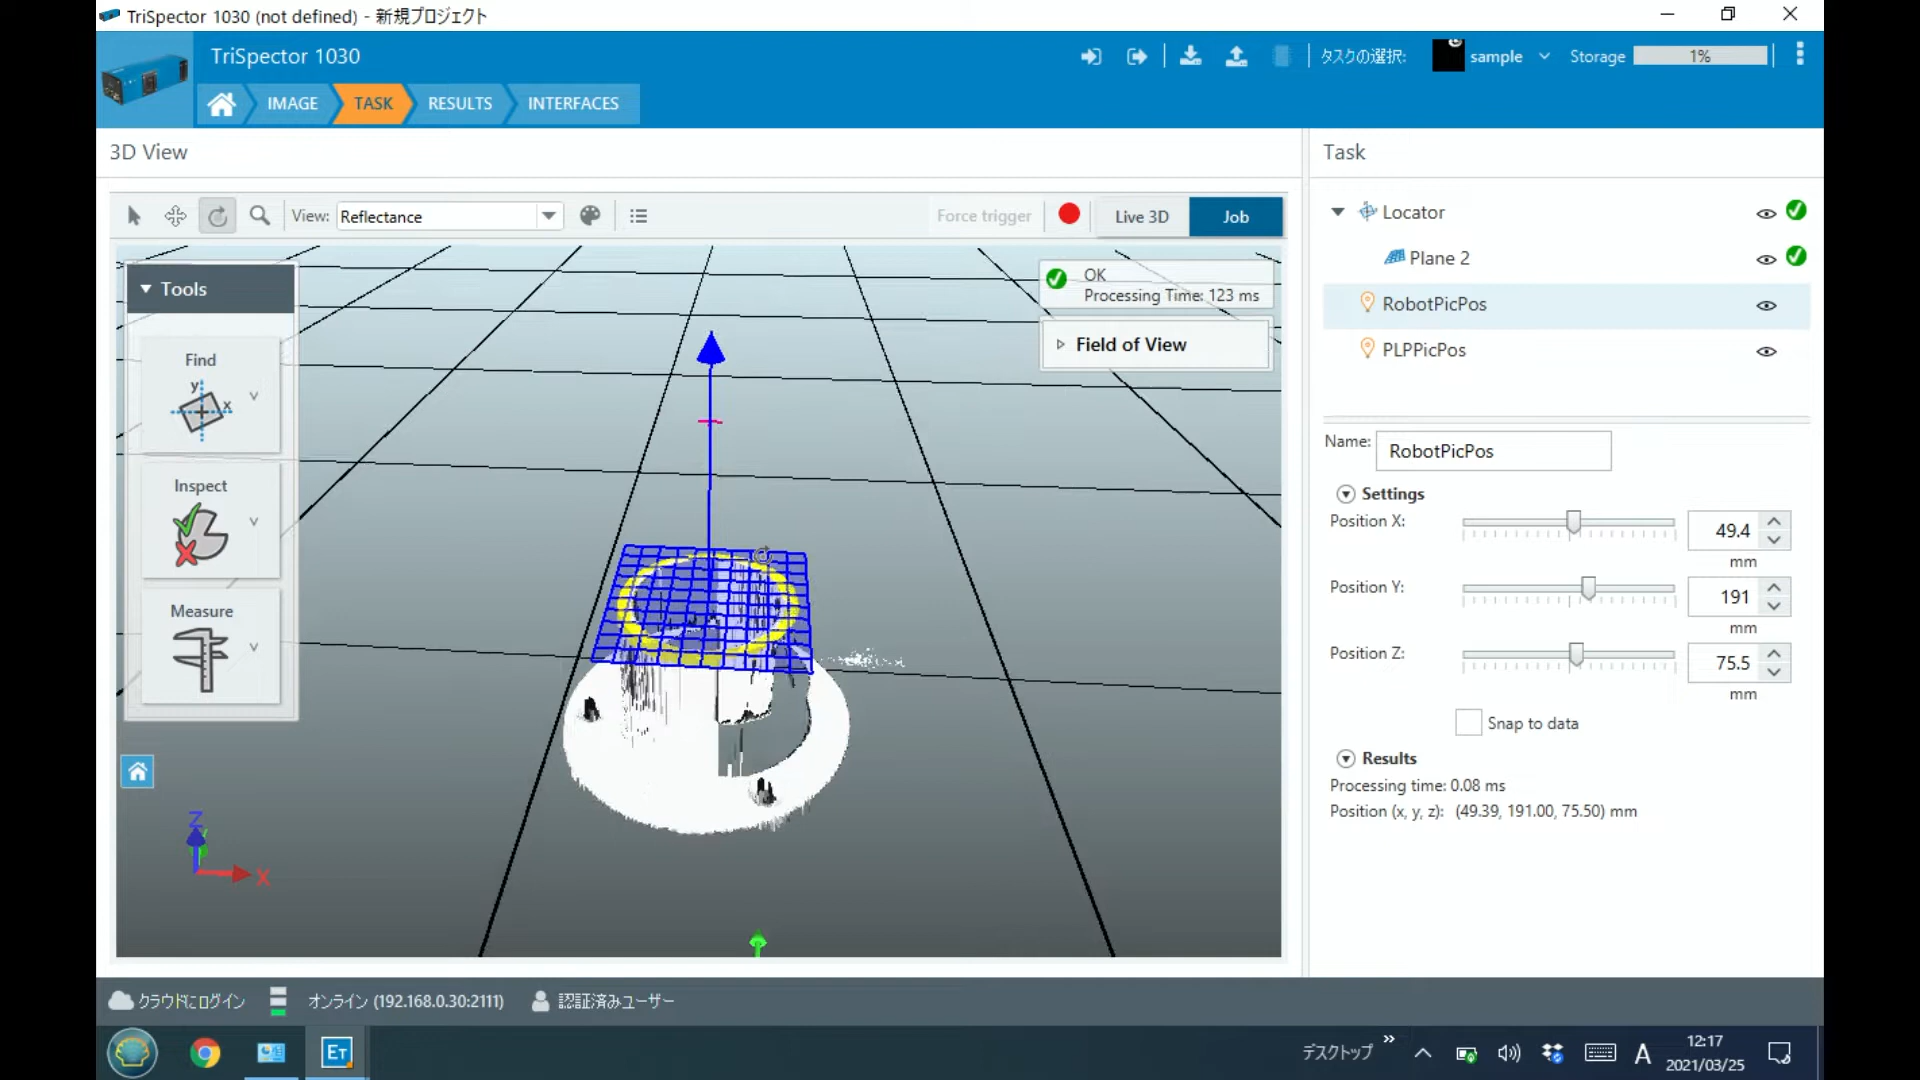 TriSpector 1030 (not defined) - 新規プロジェクト
TriSpector 1030
タスクの選択:
sample
Storage
1%
IMAGE
TASK
RESULTS
INTERFACES
3D View
View:
Reflectance
Force trigger
Live 3D
Job
Tools
Find
y
x
Inspect
Measure
OK
Processing Time: 123 ms
Field of View
Z
X
Task
Locator
Plane 2
RobotPicPos
PLPPicPos
Name:
RobotPicPos
Settings
Position X:
49.4
mm
Position Y:
191
mm
Position Z:
75.5
mm
Snap to data
Results
Processing time: 0.08 ms
Position (x, y, z): (49.39, 191.00, 75.50) mm
クラウドにログイン
オンライン (192.168.0.30:2111)
認証済みユーザー
ET
デスクトップ
A
12:17
2021/03/25